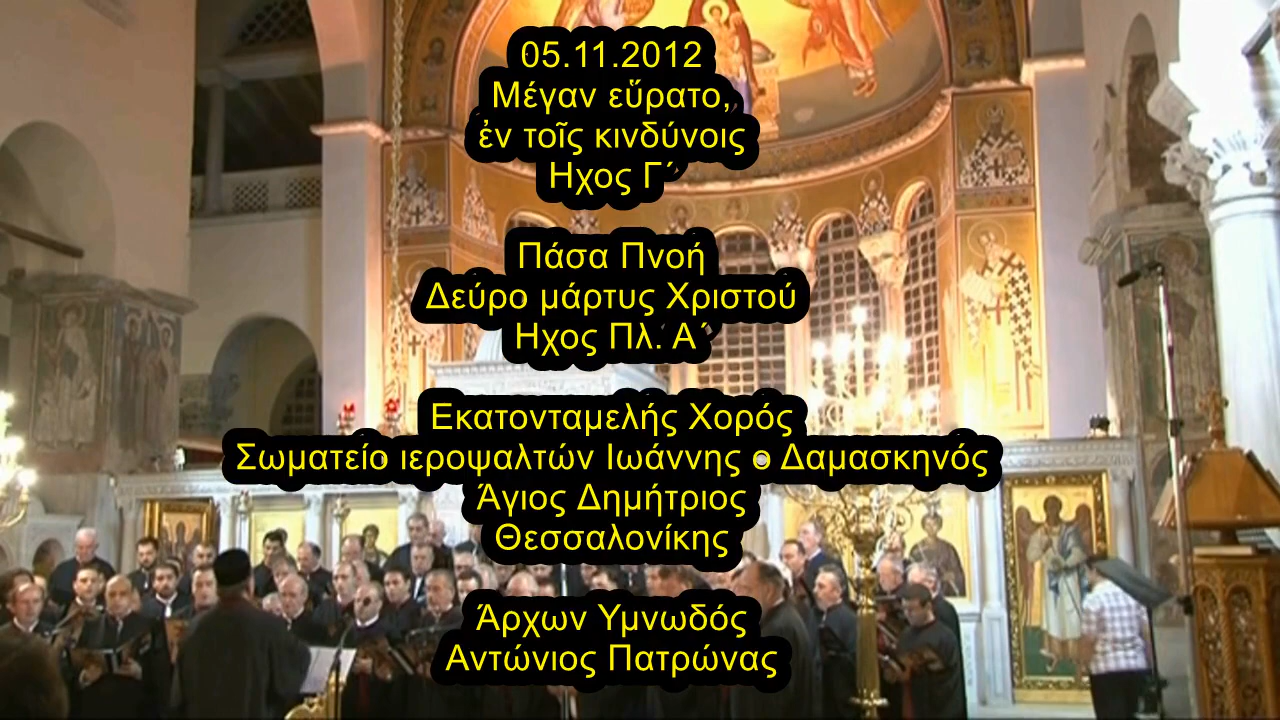 05.11.2012
Μέγαν εὕρατο,
ἐν τοῖς κινδύνοις
Ηχος Γ΄
Πάσα Πνοή
Δεύρο μάρτυς Χριστού
Ηχος Πλ. Α΄
Εκατονταμελής Χορός
Σωματείο ιεροψαλτών Ιωάννης ο Δαμασκηνός
Άγιος Δημήτριος
Θεσσαλονίκης
Άρχων Υμνωδός
Αντώνιος Πατρώνας